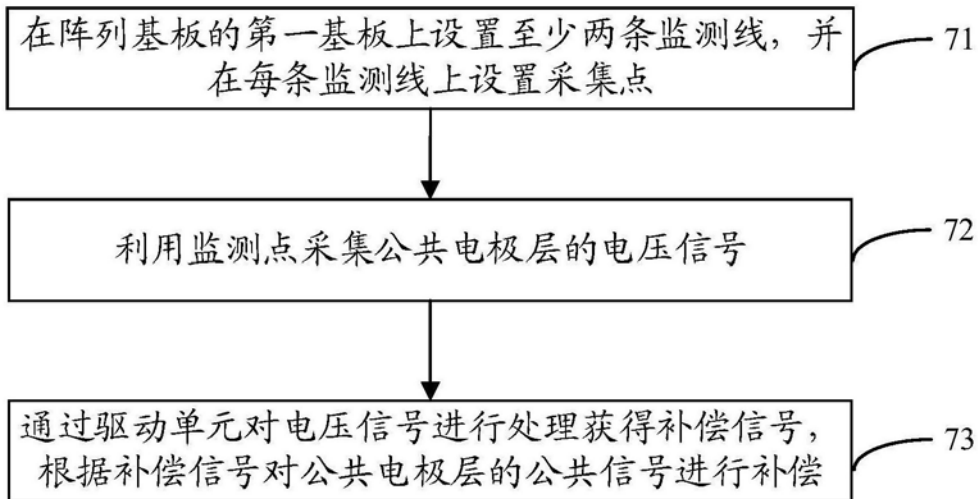 在阵列基板的第一基板上设置至少两条监测线，并
在每条监测线上设置采集点
71
利用监测点采集公共电极层的电压信号
72
通过驱动单元对电压信号进行处理获得补偿信号，
根据补偿信号对公共电极层的公共信号进行补偿
73